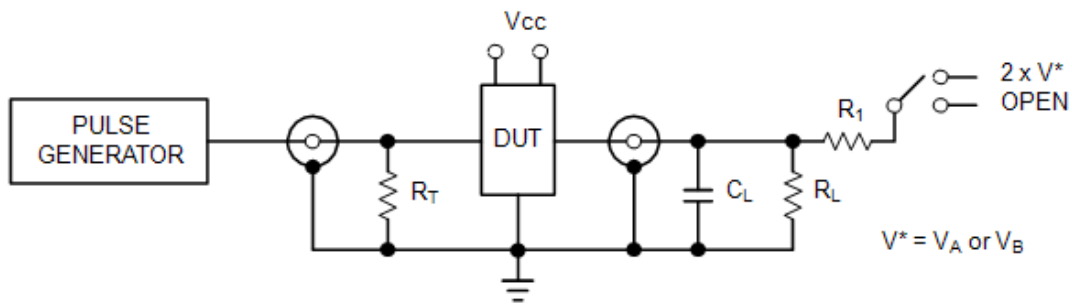 Vcc
2 x V*
OPEN
R1
PULSE
GENERATOR
DUT
RT
CL
RL
V* = VA or VB